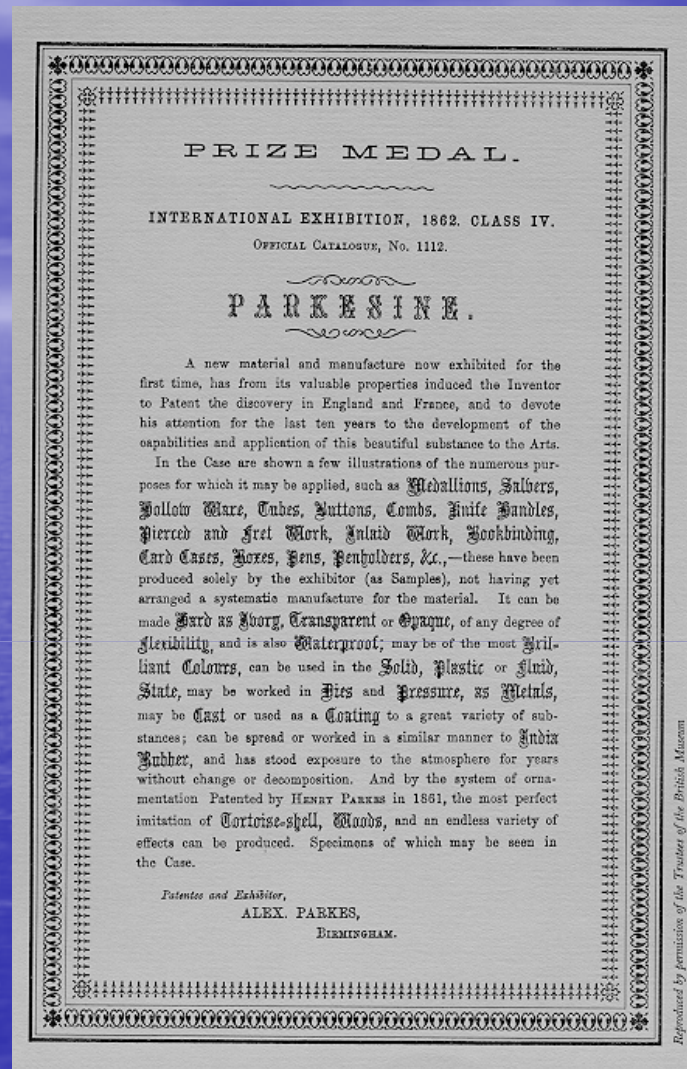 PRIZE MEDAL.
INTERNATIONAL EXHIBITION, 1862. CLASS IV.
OFFICIAL CATALOGUE, No. 1112.
PARKESINE.
A new material and manufacture now exhibited for the
first time, has from its valuable properties induced the Inventor
to Patent the discovery in England and France, and to devote
his attention for the last ten years to the development of the
capabilities and application of this beautiful substance to the Arts.
In the Case are shown a few illustrations of the numerous pur-
poses for which it may be applied, such as Medallions, Salvers,
Hollow Ware, Tubes, Buttons, Combs, Knife Handles,
Pierced and Fret Work, Inlaid Work, Bookbinding,
Card Cases, Boxes, Pens, Penholders, &c.,—these have been
produced solely by the exhibitor (as Samples), not having yet
arranged a systematic manufacture for the material. It can be
made Hard as Ivory, Transparent or Opaque, of any degree of
Flexibility, and is also Waterproof; may be of the most Bril-
liant Colours, can be used in the Solid, Plastic or Fluid,
State, may be worked in Dies and Pressure, as Metals,
may be Cast or used as a Coating to a great variety of sub-
stances; can be spread or worked in a similar manner to India
Rubber, and has stood exposure to the atmosphere for years
without change or decomposition. And by the system of orna-
mentation Patented by HENRY PARKES in 1861, the most perfect
imitation of Tortoise-shell, Woods, and an endless variety of
effects can be produced. Specimens of which may be seen in
the Case.
Patentee and Exhibitor,
ALEX. PARKES,
BIRMINGHAM.
Reproduced by permission of the Trustees of the British Museum